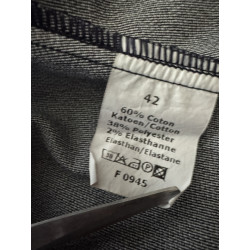 42
60% Coton
Katoen/Cotton
38% Polyester
2% Elasthanne
Elasthan/Elastane
F 0945